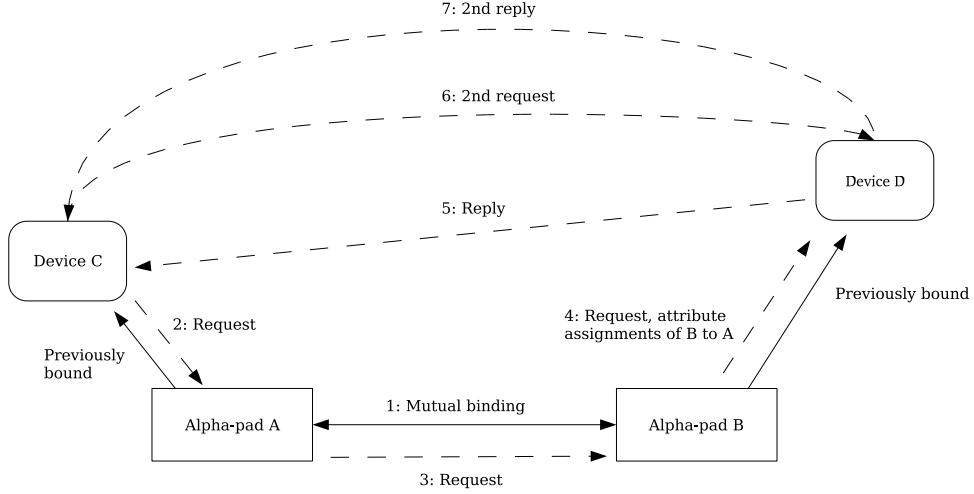 7: 2nd reply
6: 2nd request
Device D
5: Reply
Device C
Previously bound
2: Request
4: Request, attribute
assignments of B to A
Previously
bound
1: Mutual binding
Alpha-pad A
Alpha-pad B
3: Request